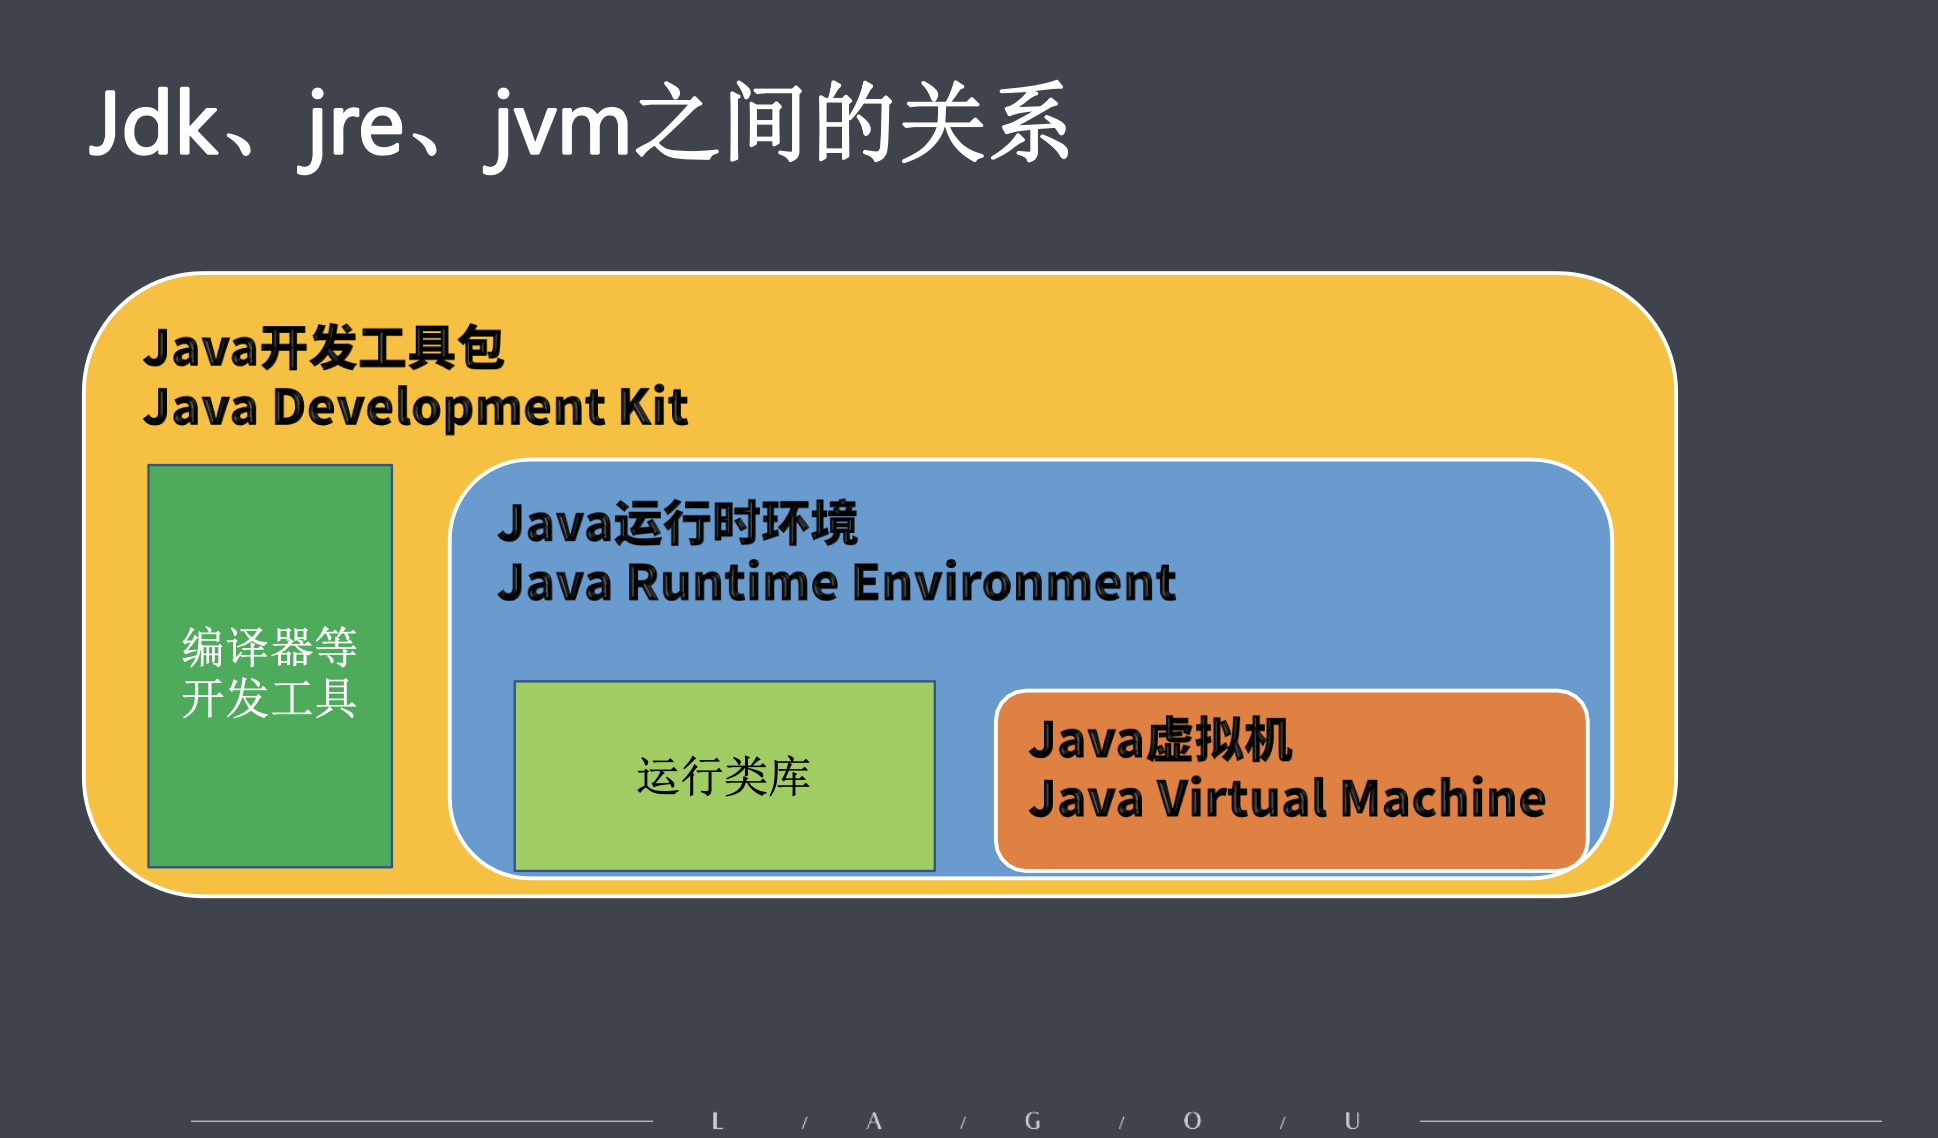 Jdk、jre、jvm之间的关系
Java开发工具包
Java Development Kit
编译器等
开发工具
Java运行时环境
Java Runtime Environment
运行类库
Java虚拟机
Java Virtual Machine
L / A / G / O / U